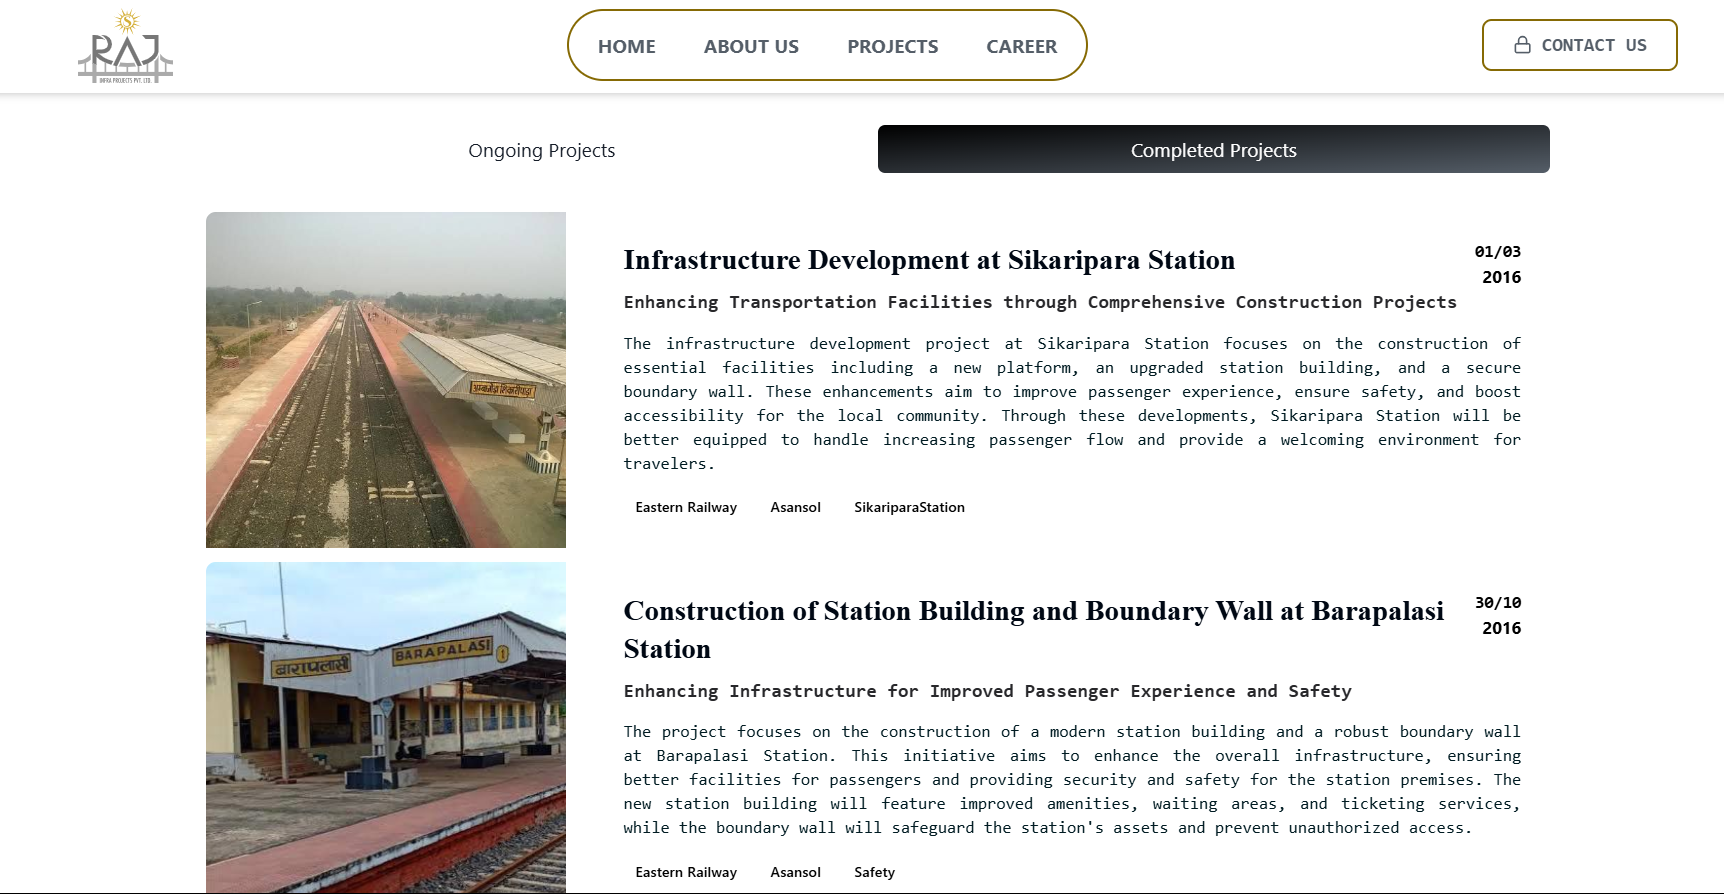 RAJ
INFRA PROJECTS PVT. LTD.
HOME ABOUT US PROJECTS CAREER
CONTACT US
Ongoing Projects
Completed Projects
Infrastructure Development at Sikaripara Station
01/03
2016
Enhancing Transportation Facilities through Comprehensive Construction Projects
The infrastructure development project at Sikaripara Station focuses on the construction of
essential facilities including a new platform, an upgraded station building, and a secure
boundary wall. These enhancements aim to improve passenger experience, ensure safety, and boost
accessibility for the local community. Through these developments, Sikaripara Station will be
better equipped to handle increasing passenger flow and provide a welcoming environment for
travelers.
Eastern Railway Asansol SikariparaStation
Construction of Station Building and Boundary Wall at Barapalasi
Station
30/10
2016
Enhancing Infrastructure for Improved Passenger Experience and Safety
The project focuses on the construction of a modern station building and a robust boundary wall
at Barapalasi Station. This initiative aims to enhance the overall infrastructure, ensuring
better facilities for passengers and providing security and safety for the station premises. The
new station building will feature improved amenities, waiting areas, and ticketing services,
while the boundary wall will safeguard the station's assets and prevent unauthorized access.
Eastern Railway Asansol Safety
बारापलासी
BARAPALASI
1